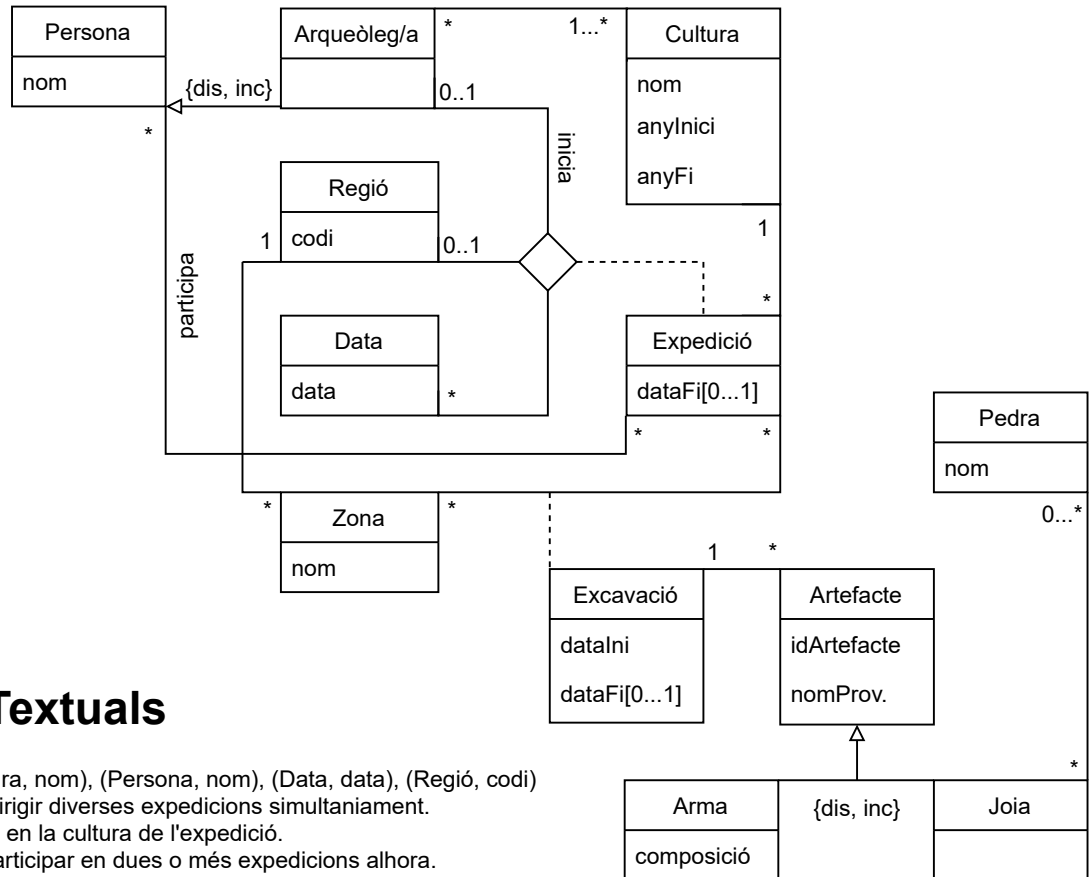 Persona
nom
*
{dis, inc}
Arqueòleg/a
*
0..1
1...*
Cultura
nom
anyInici
anyFi
1
inicia
participa
Regió
codi
1
0..1
Data
data
*
*
Expedició
dataFi[0...1]
*
*
Pedra
nom
0...*
*
Zona
nom
*
Excavació
dataIni
dataFi[0...1]
1
*
Artefacte
idArtefacte
nomProv.
Textuals
nom), (Persona, nom), (Data, data), (Regió, codi)
diverses expedicions simultaniament.
en la cultura de l'expedició.
en dues o més expedicions alhora.
Arma
composició
{dis, inc}
Joia
*